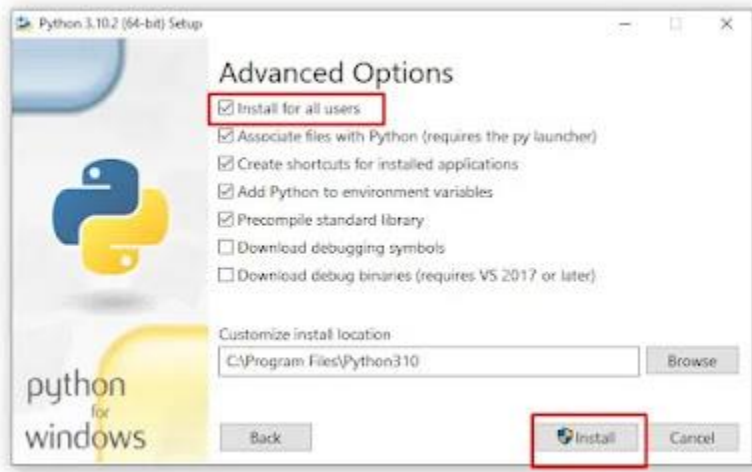 Python 3.10.2 (64-bit) Setup
Advanced Options
Install for all users
Associate files with Python (requires the py launcher)
Create shortcuts for installed applications
Add Python to environment variables
Precompile standard library
Download debugging symbols
Download debug binaries (requires VS 2017 or later)
Customize install location
C:\Program Files\Python310
Browse
python
for
windows
Back
Install
Cancel